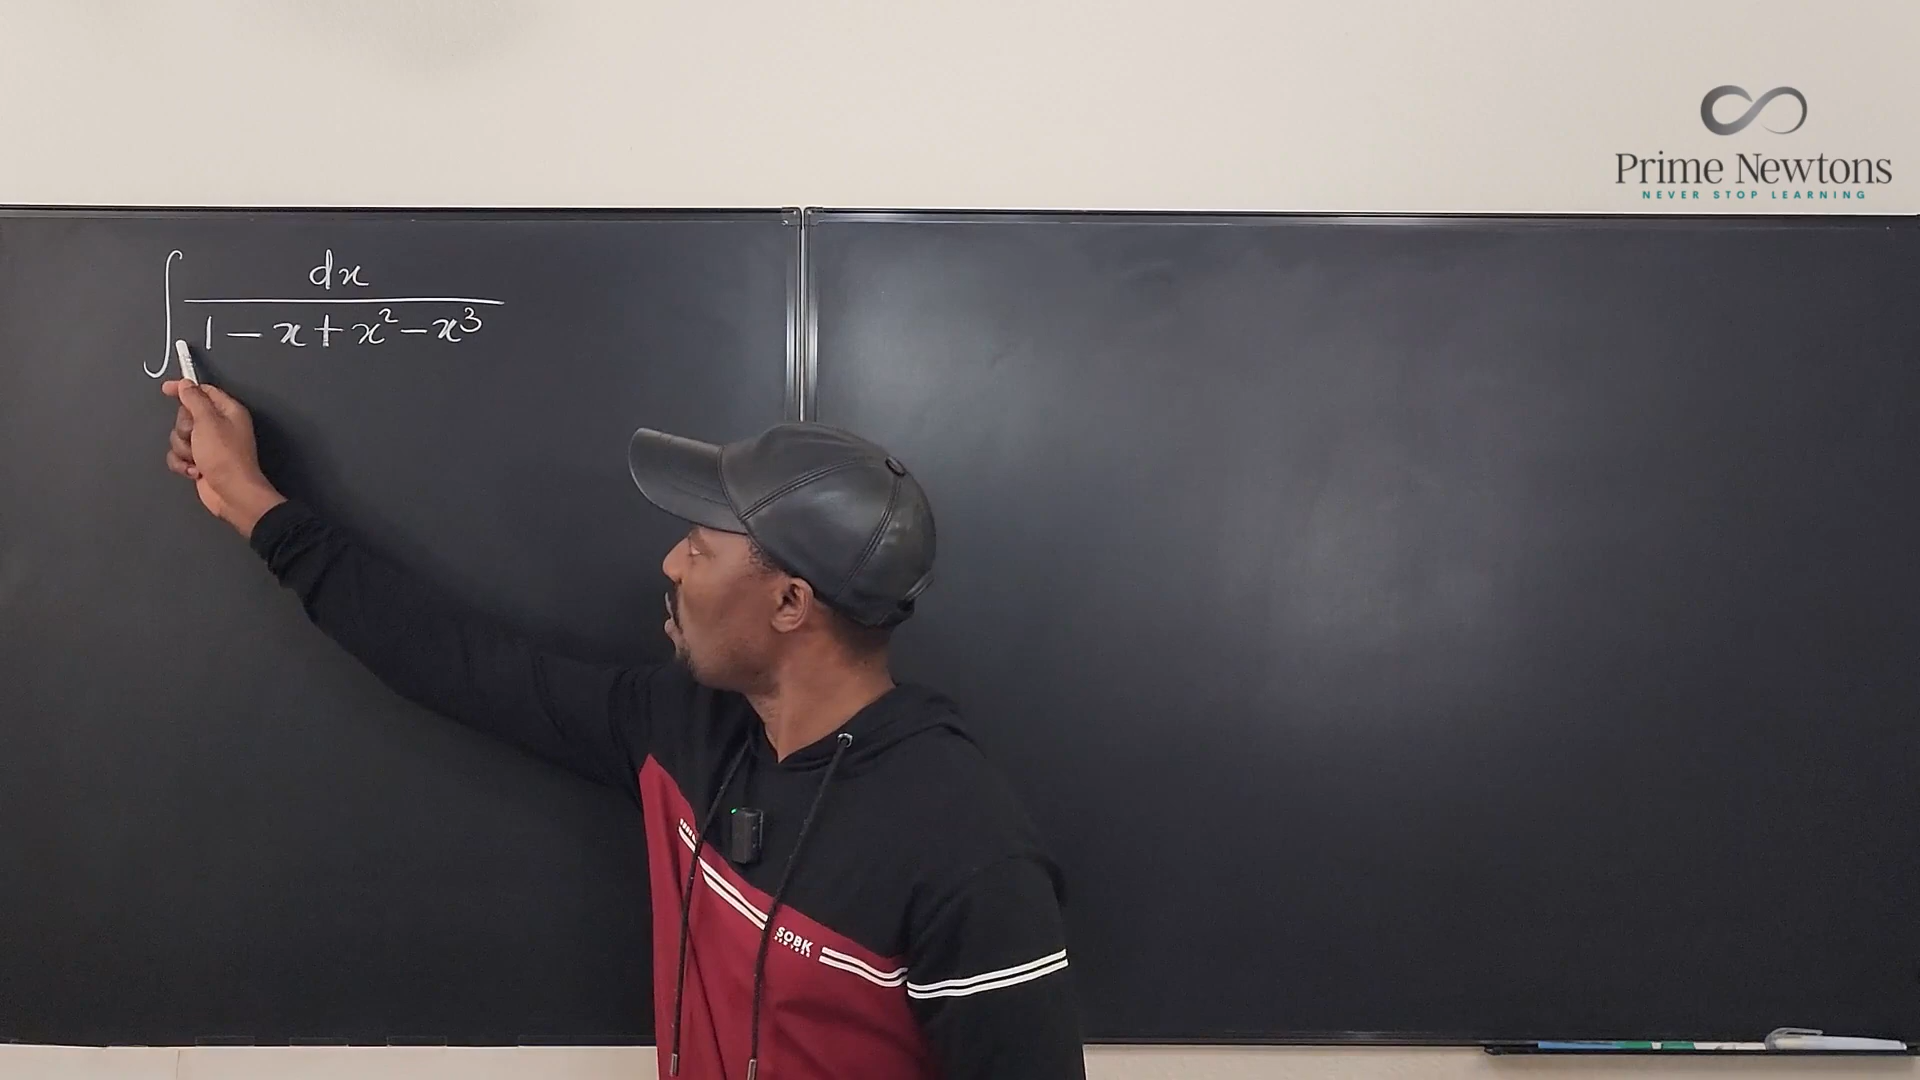 Prime Newtons
NEVER STOP LEARNING
∫ dx / (1 - x + x² - x³)
SOBK